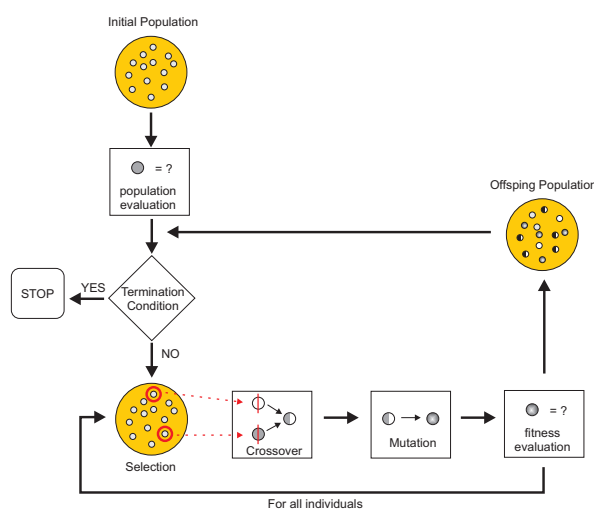 Initial Population
= ?
population
evaluation
Offsping Population
Termination
Condition
YES
STOP
NO
Selection
Crossover
Mutation
= ?
fitness
evaluation
For all individuals